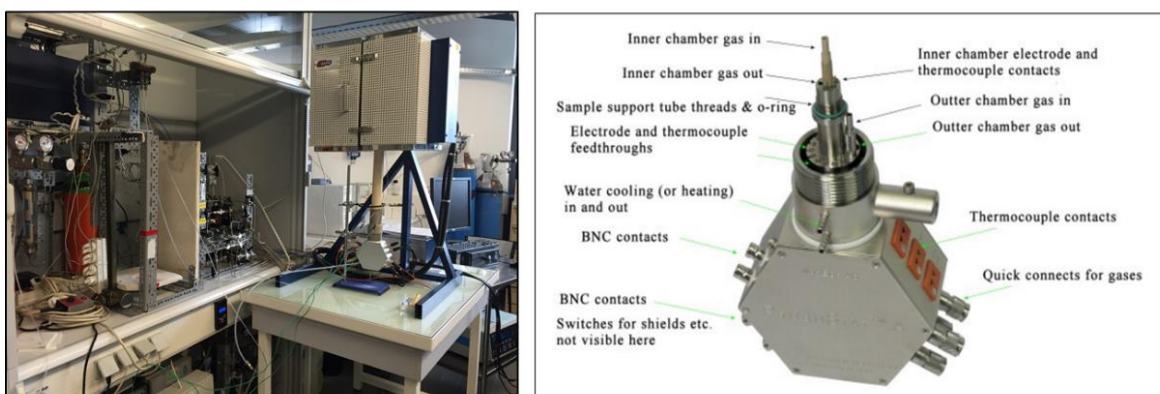 Inner chamber gas in
Inner chamber gas out
Inner chamber electrode and
thermocouple contacts
Sample support tube threads & o-ring
Outter chamber gas in
Electrode and thermocouple
feedthroughs
Outter chamber gas out
Water cooling (or heating)
in and out
BNC contacts
Thermocouple contacts
Quick connects for gases
BNC contacts
Switches for shields etc.
not visible here